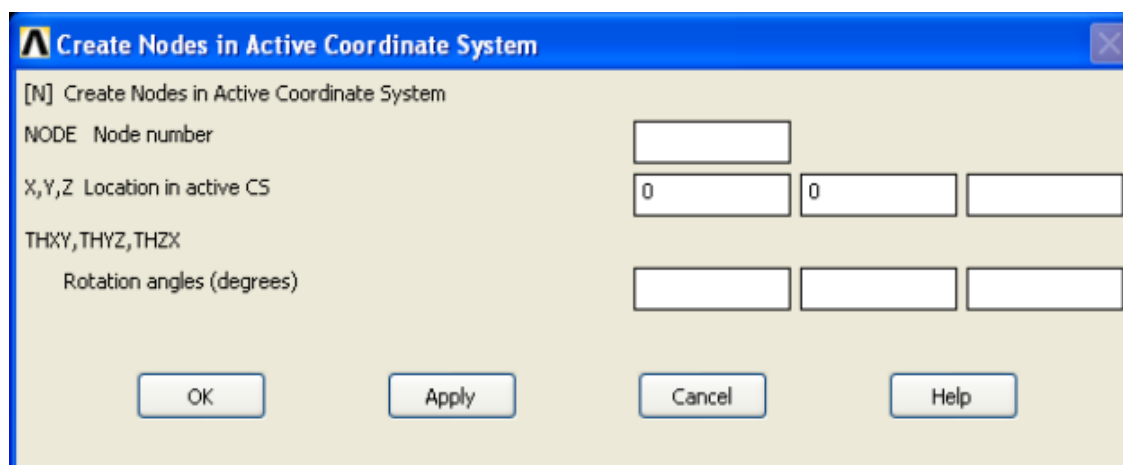 Create Nodes in Active Coordinate System
[N] Create Nodes in Active Coordinate System
NODE Node number
X,Y,Z Location in active CS 0 0
THXY,THYZ,THZX
Rotation angles (degrees)
OK Apply Cancel Help